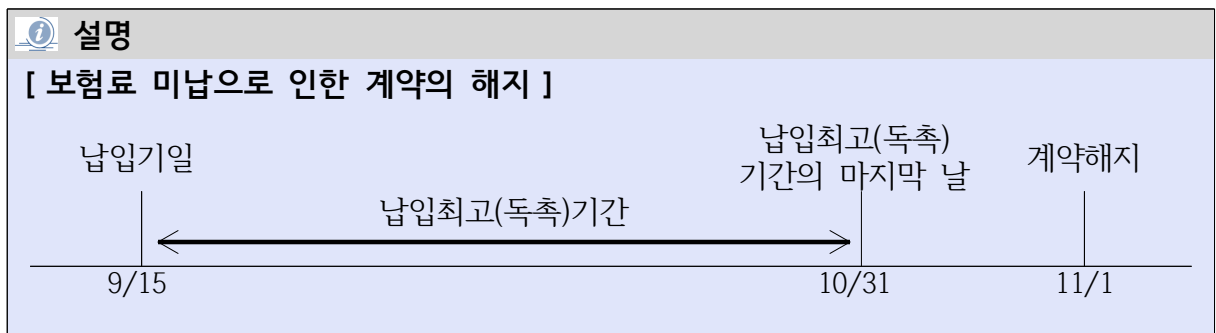 설명
[ 보험료 미납으로 인한 계약의 해지 ]
납입기일
납입최고(독촉)
기간의 마지막 날
계약해지
납입최고(독촉)기간
9/15
10/31
11/1